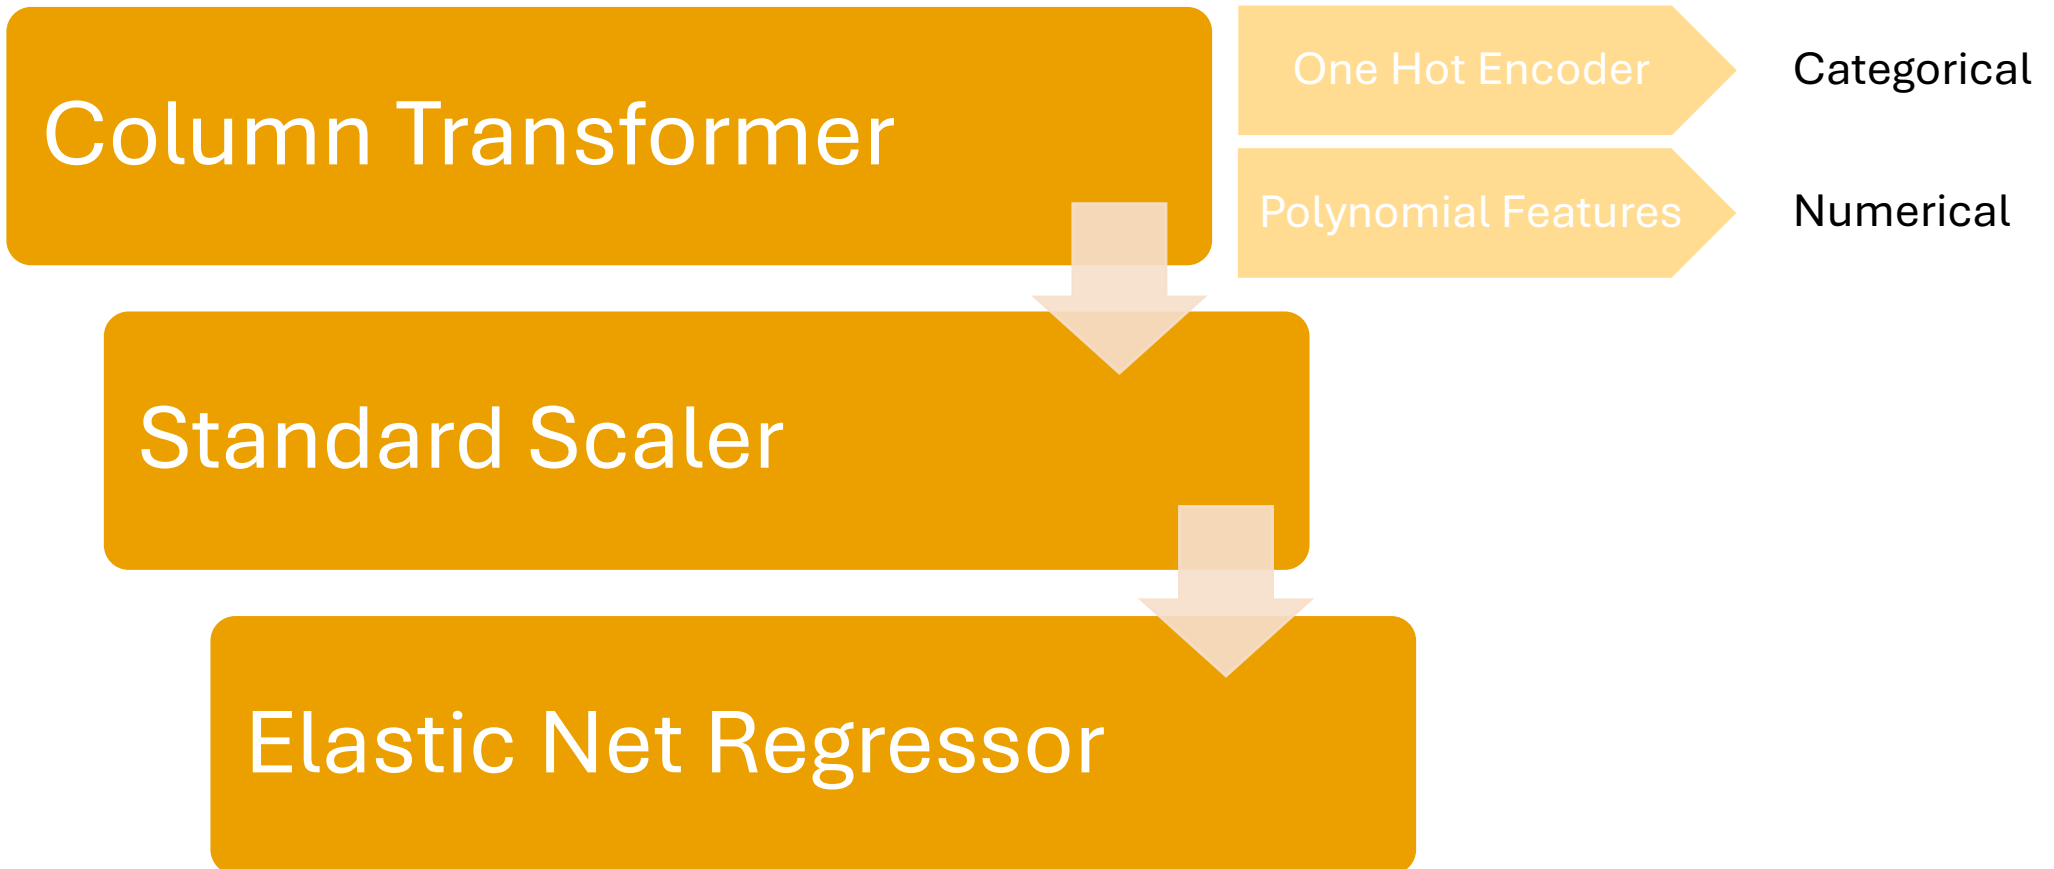 Column Transformer
One Hot Encoder
Categorical
Polynomial Features
Numerical
Standard Scaler
Elastic Net Regressor